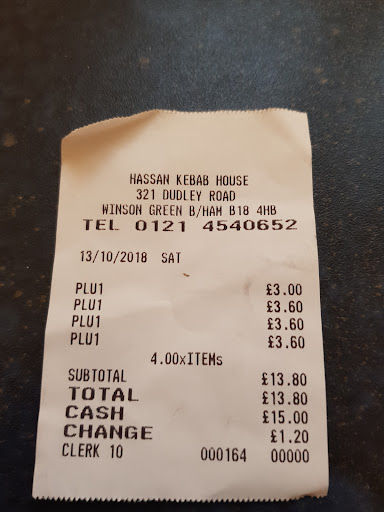 HASSAN KEBAB HOUSE
321 DUDLEY ROAD
WINSON GREEN B/HAM B18 4HB
TEL 0121 4540652
13/10/2018 SAT
PLU1 £3.00
PLU1 £3.60
PLU1 £3.60
PLU1 £3.60
4.00xITEMs
SUBTOTAL £13.80
TOTAL £13.80
CASH £15.00
CHANGE £1.20
CLERK 10 000164 00000